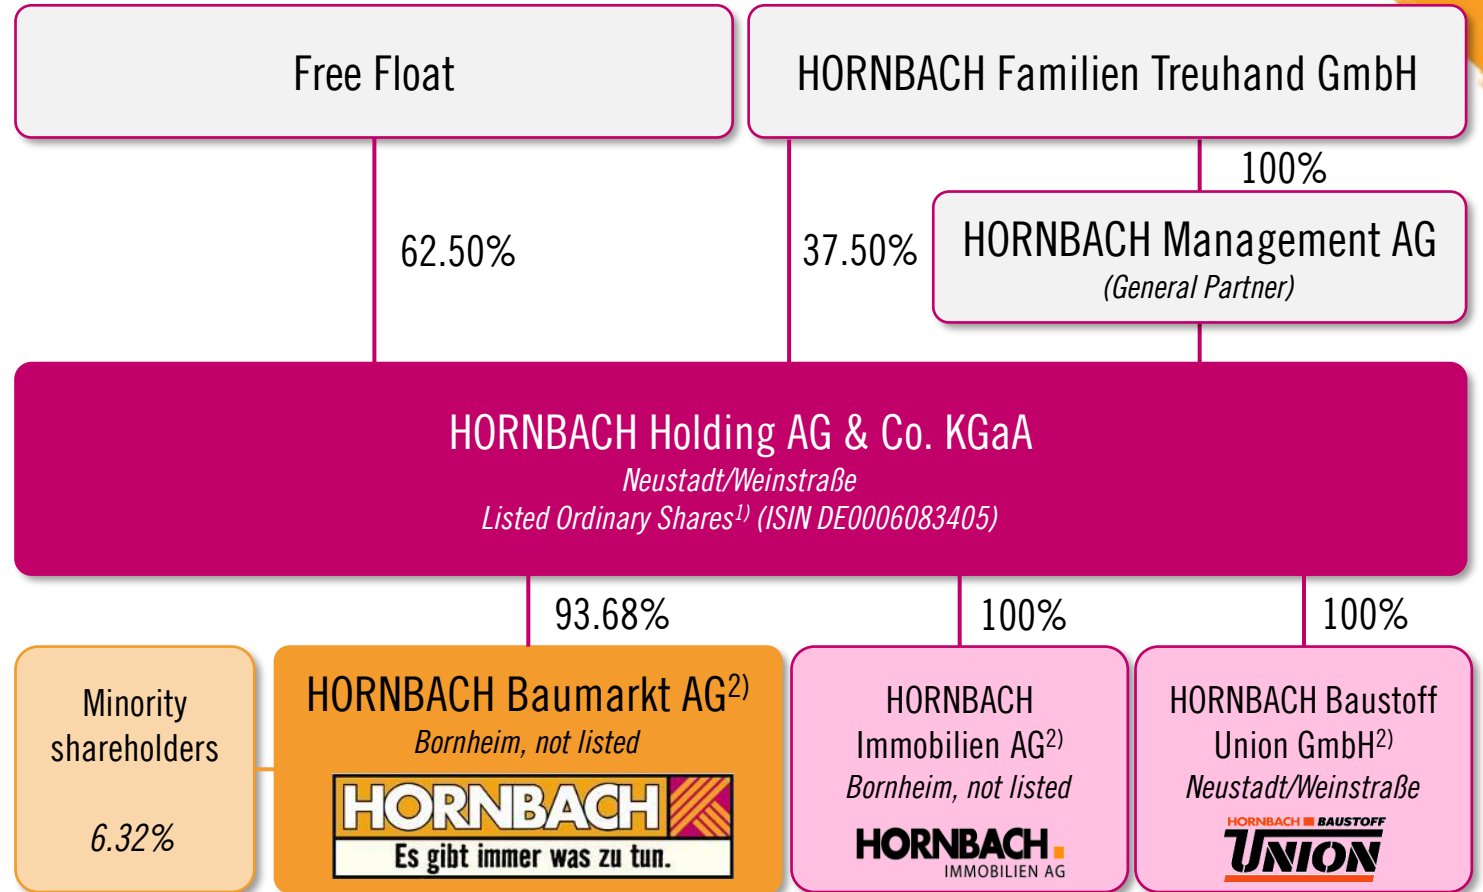 Free Float
HORNBACH Familien Treuhand GmbH
100%
62.50%
37.50%
HORNBACH Management AG
(General Partner)
HORNBACH Holding AG & Co. KGaA
Neustadt/Weinstraße
Listed Ordinary Shares1) (ISIN DE0006083405)
93.68%
100%
100%
Minority
shareholders
6.32%
HORNBACH Baumarkt AG2)
Bornheim, not listed
HORNBACH
Es gibt immer was zu tun.
HORNBACH
Immobilien AG2)
Bornheim, not listed
HORNBACH
IMMOBILIEN AG
HORNBACH Baustoff
Union GmbH2)
Neustadt/Weinstraße
HORNBACH BAUSTOFF
UNION